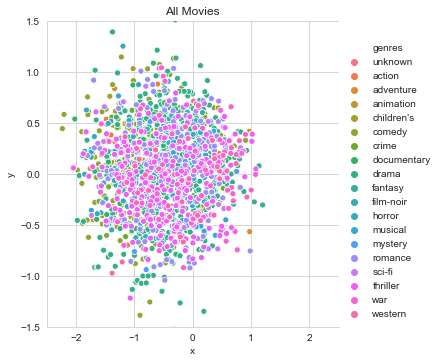 All Movies
1.5
1.0
0.5
0.0
−0.5
−1.0
−1.5
y
−2
−1
0
1
2
x
genres
unknown
action
adventure
animation
children's
comedy
crime
documentary
drama
fantasy
film-noir
horror
musical
mystery
romance
sci-fi
thriller
war
western